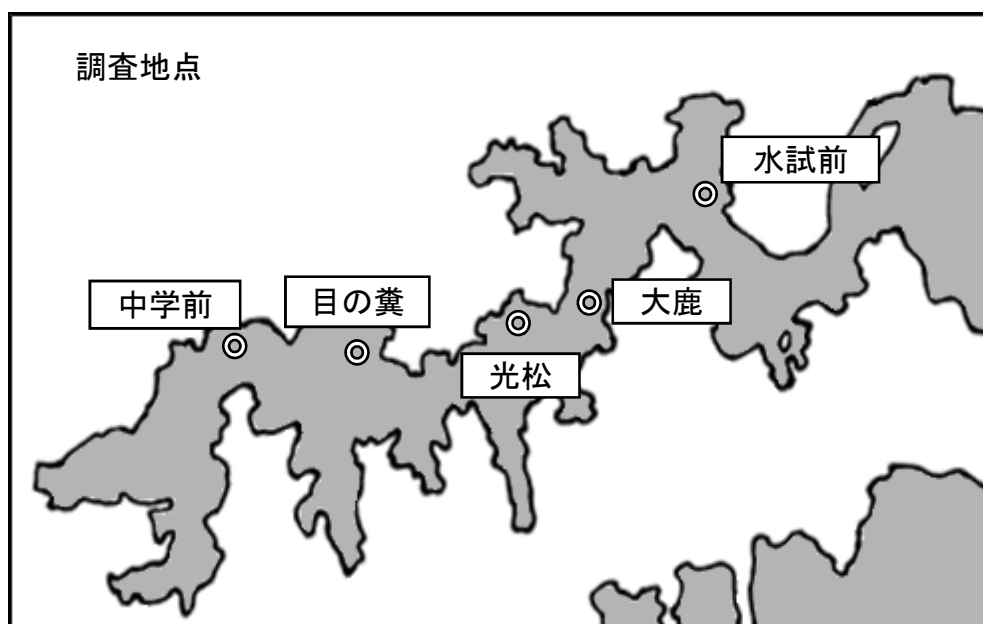 調査地点
水試前
中学前
目の糞
大鹿
光松